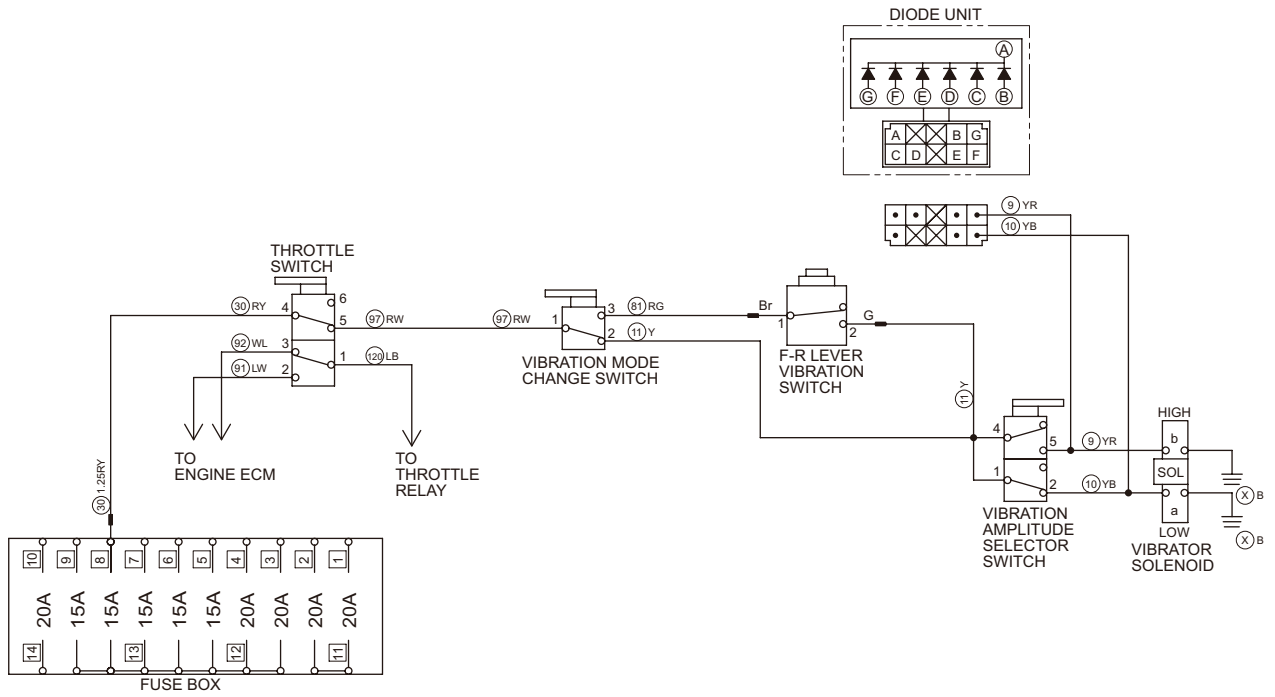 DIODE UNIT
A
G F E D C B
A B G
C D E F
9 YR
10 YB
THROTTLE
SWITCH
6
30 RY
4
5
97 RW
97 RW
92 WL
3
1
120 LB
91 LW
2
TO
ENGINE ECM
TO
THROTTLE
RELAY
1
3
81 RG
2
11 Y
VIBRATION MODE
CHANGE SWITCH
Br
1
2
G
F-R LEVER
VIBRATION
SWITCH
11 Y
4
5
9 YR
1
2
10 YB
VIBRATION
AMPLITUDE
SELECTOR
SWITCH
HIGH
b
SOL
a
LOW
VIBRATOR
SOLENOID
X B
X B
30 1.25RY
10 9 8 7 6 5 4 3 2 1
20A 15A 15A 15A 15A 15A 20A 20A 20A 20A
14 13 12 11
FUSE BOX